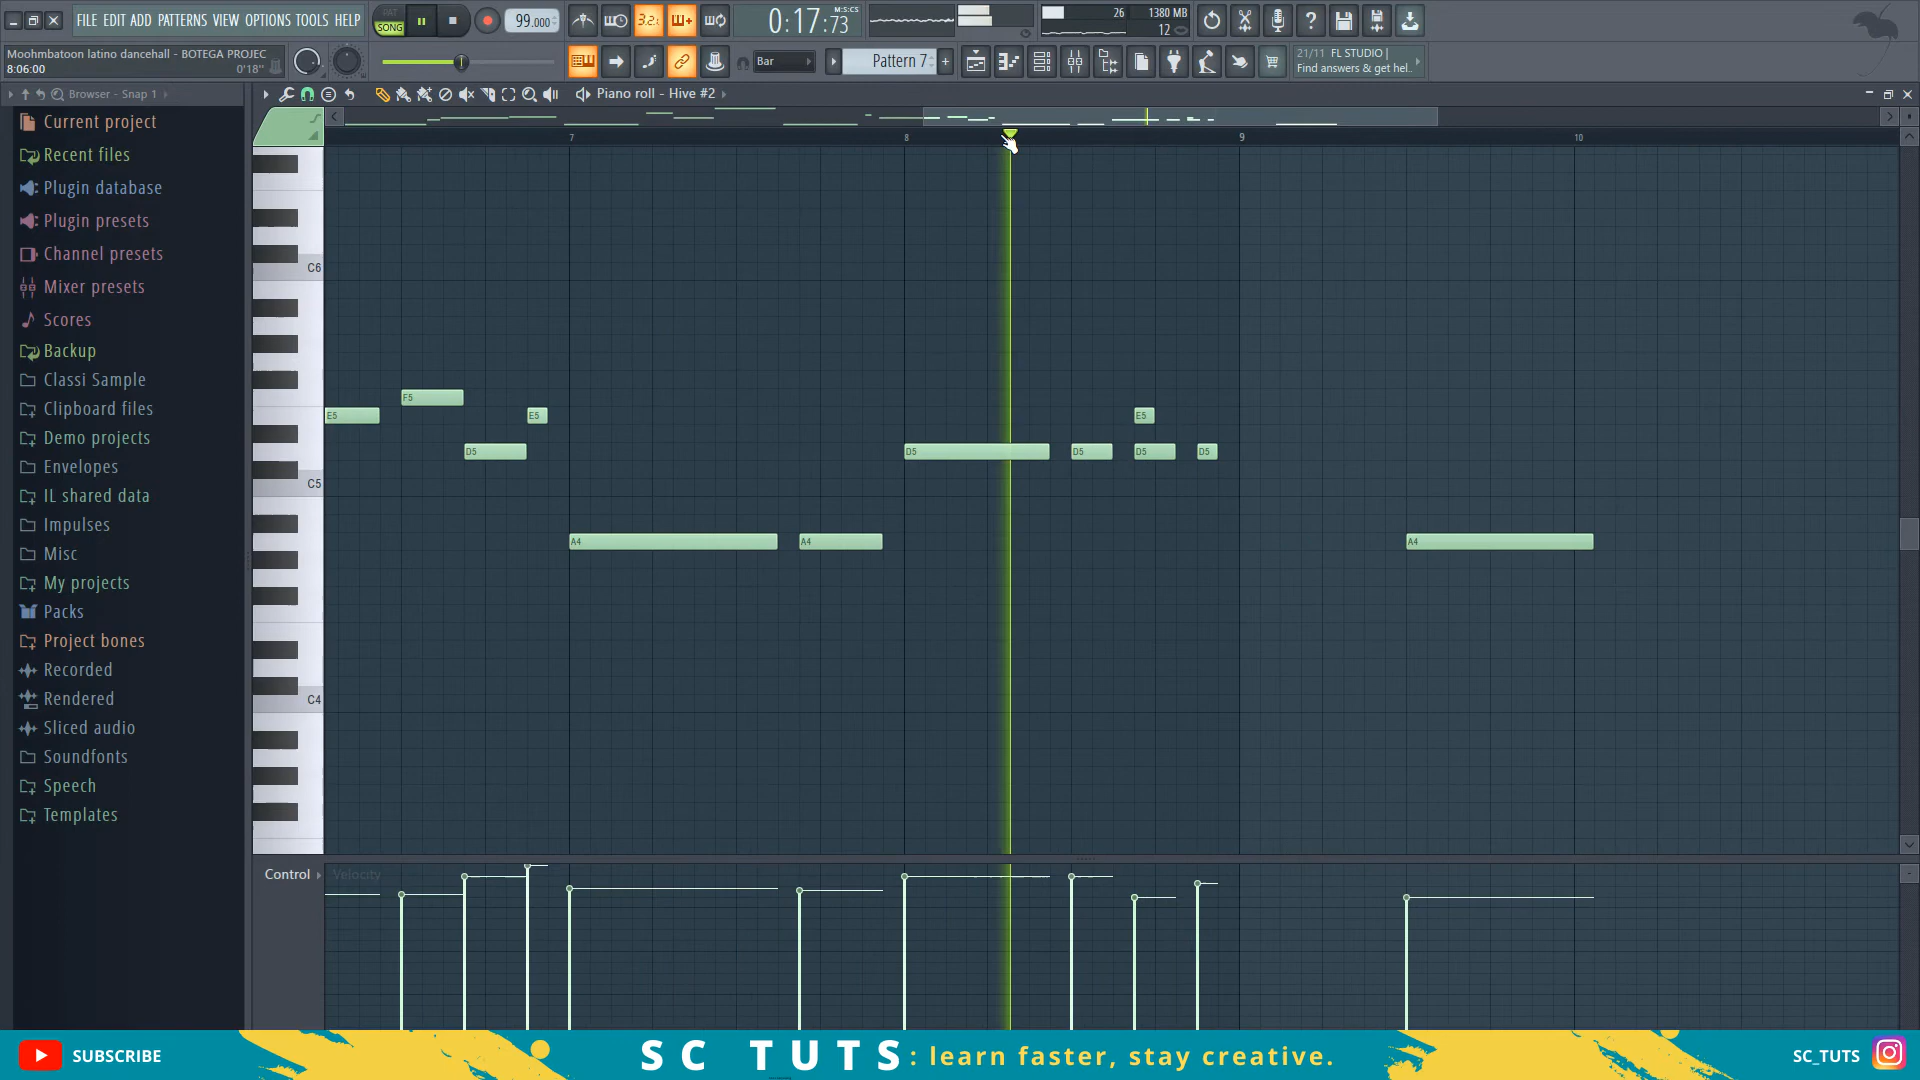 FILE EDIT ADD PATTERNS VIEW OPTIONS TOOLS HELP
SONG
99.000
3.2.
0:17:73
M:S:CS
26
1380 MB
12
Moohmbatoon latino dancehall - BOTEGA PROJEC
8:06:00
0'18"
Bar
Pattern 7
+
21/11 FL STUDIO |
Find answers & get hel..
Browser - Snap 1
Piano roll - Hive #2
Current project
Recent files
Plugin database
Plugin presets
Channel presets
Mixer presets
Scores
Backup
Classi Sample
Clipboard files
Demo projects
Envelopes
IL shared data
Impulses
Misc
My projects
Packs
Project bones
Recorded
Rendered
Sliced audio
Soundfonts
Speech
Templates
7
8
9
10
C6
C5
C4
F5
E5
E5
E5
D5
D5
D5
D5
D5
A4
A4
A4
Control
Velocity
SUBSCRIBE
SC TUTS: learn faster, stay creative.
SC_TUTS